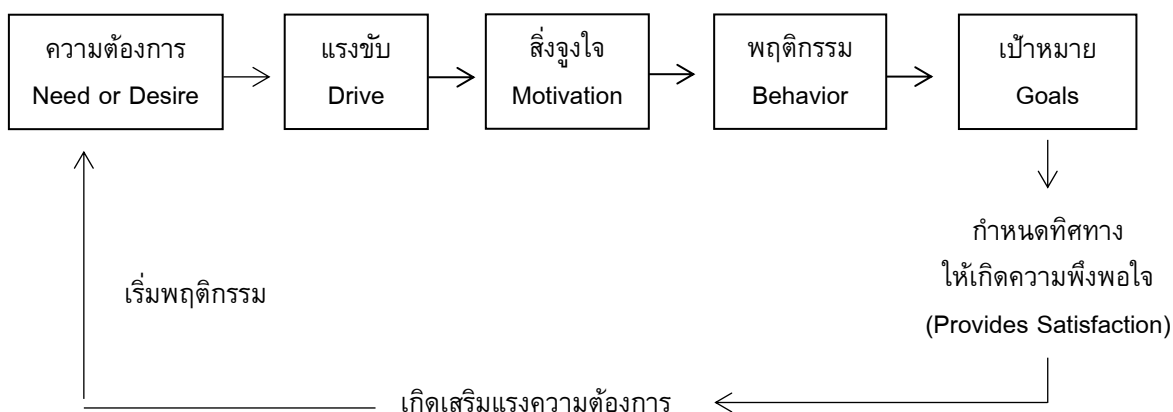 ความต้องการ
Need or Desire
แรงขับ
Drive
สิ่งจูงใจ
Motivation
พฤติกรรม
Behavior
เป้าหมาย
Goals
กำหนดทิศทาง
ให้เกิดความพึงพอใจ
(Provides Satisfaction)
เริ่มพฤติกรรม
เกิดเสริมแรงความต้องการ